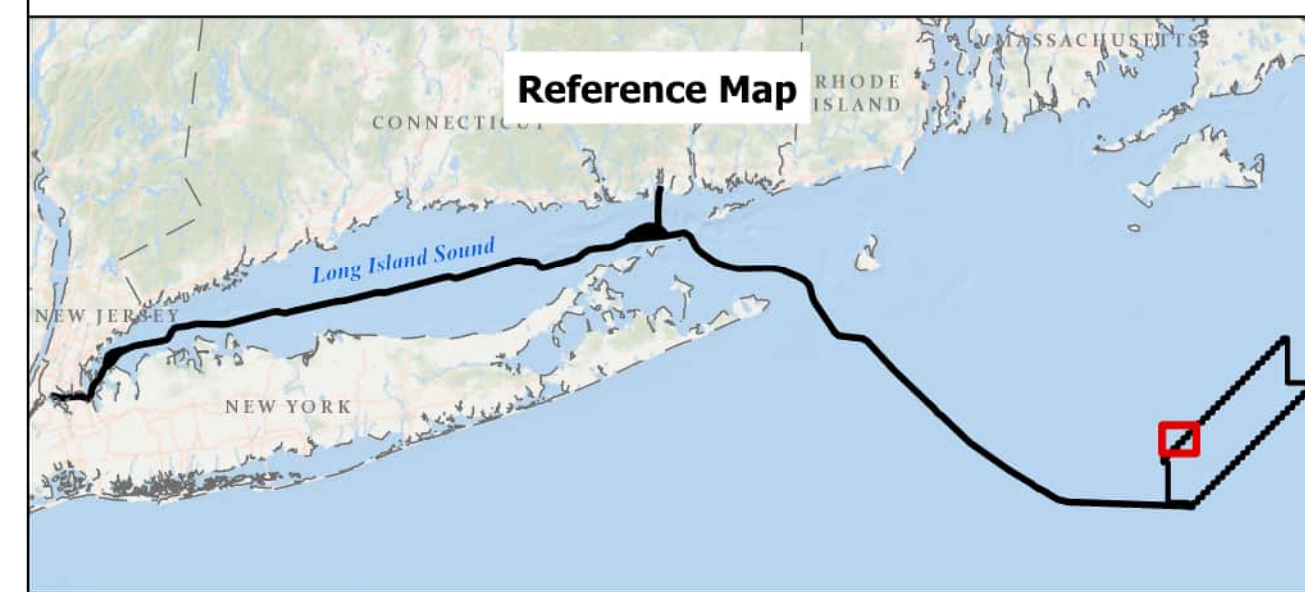 MASSACHUSETTS
Reference Map
RHODE
ISLAND
CONNECTICUT
Long Island Sound
NEW JERSEY
NEW YORK